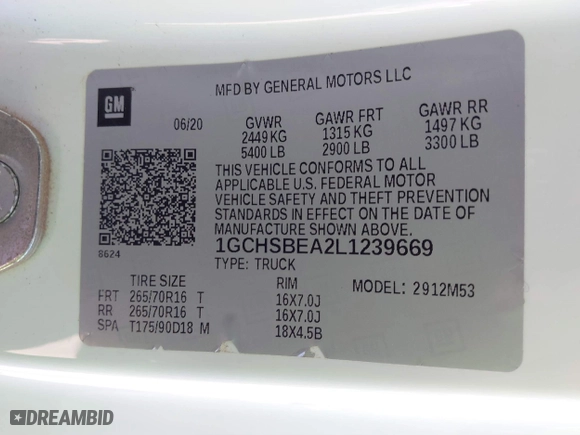 GM
MFD BY GENERAL MOTORS LLC
06/20 GVWR GAWR FRT GAWR RR
2449 KG 1315 KG 1497 KG
5400 LB 2900 LB 3300 LB
THIS VEHICLE CONFORMS TO ALL
APPLICABLE U.S. FEDERAL MOTOR
VEHICLE SAFETY AND THEFT PREVENTION
STANDARDS IN EFFECT ON THE DATE OF
MANUFACTURE SHOWN ABOVE.
8624 1GCHSBEA2L1239669
TYPE: TRUCK
TIRE SIZE RIM MODEL: 2912M53
FRT 265/70R16 T 16X7.0J
RR 265/70R16 T 16X7.0J
SPA T175/90D18 M 18X4.5B
DREAMBID